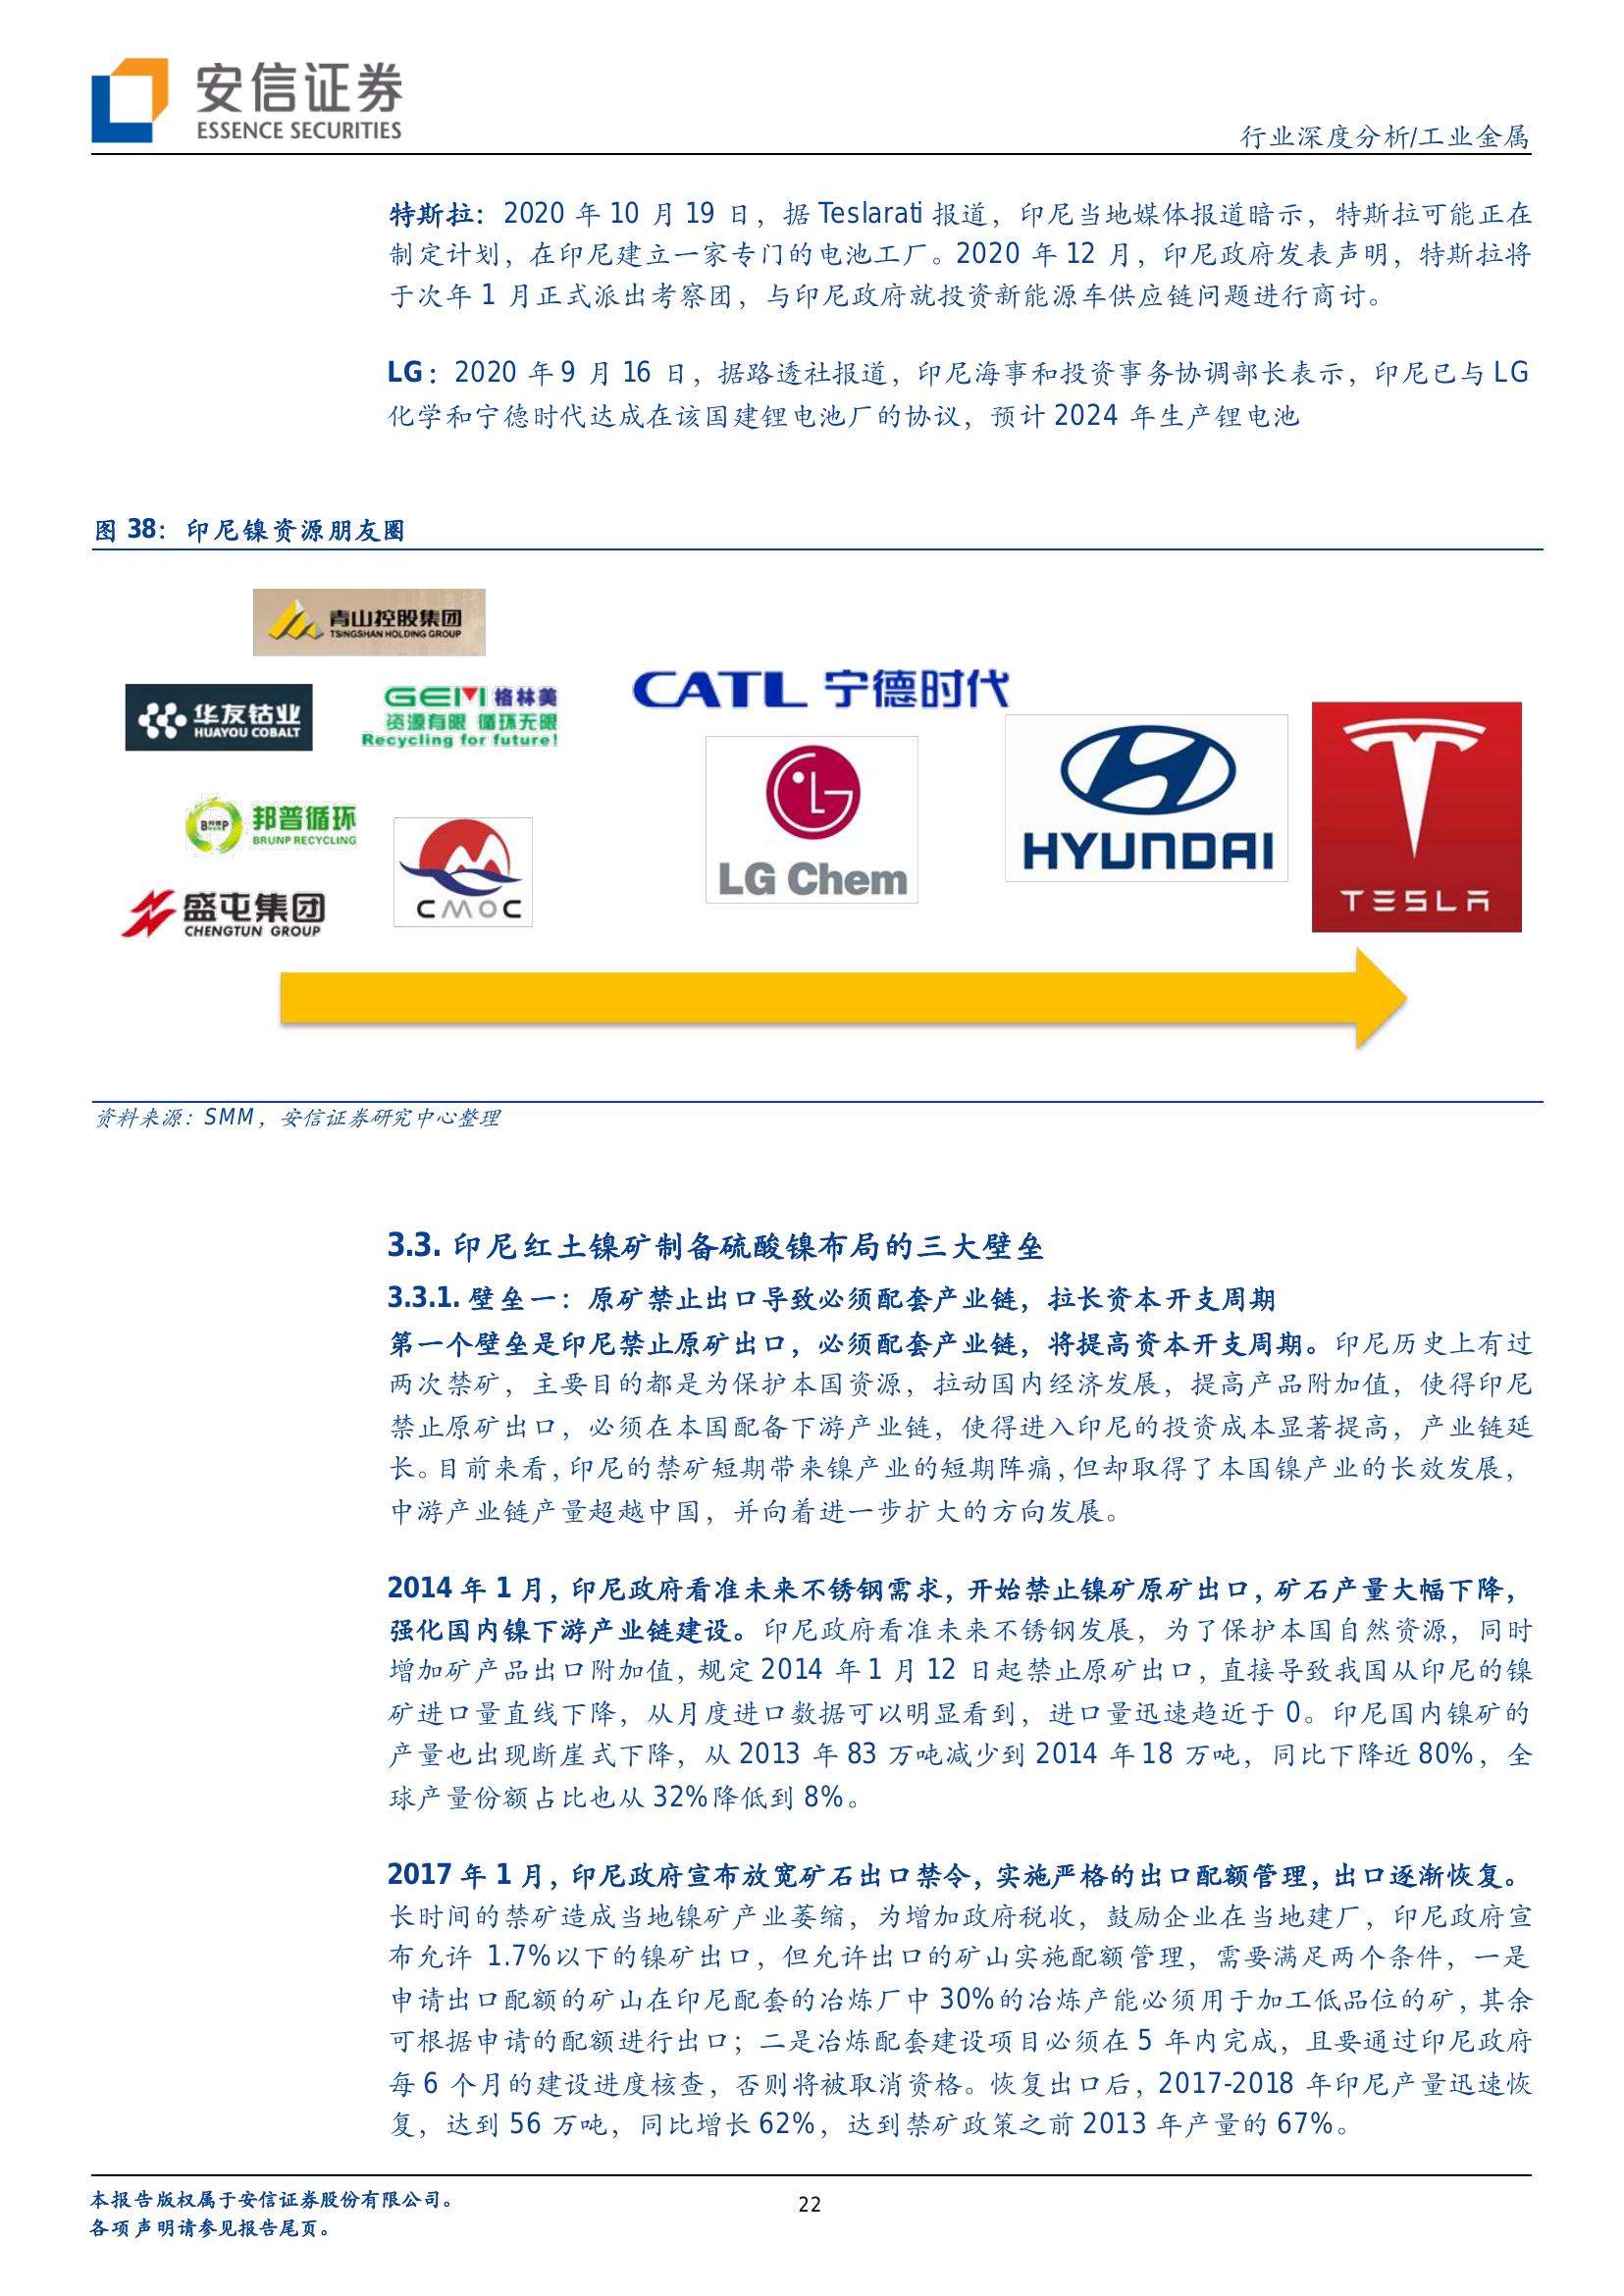 安信证券
ESSENCE SECURITIES
行业深度分析/工业金属
特斯拉：2020 年 10 月 19 日，据 Teslarati 报道，印尼当地媒体报道暗示，特斯拉可能正在
制定计划，在印尼建立一家专门的电池工厂。2020 年 12 月，印尼政府发表声明，特斯拉将
于次年 1 月正式派出考察团，与印尼政府就投资新能源车供应链问题进行商讨。
LG：2020 年 9 月 16 日，据路透社报道，印尼海事和投资事务协调部长表示，印尼已与 LG
化学和宁德时代达成在该国建锂电池厂的协议，预计 2024 年生产锂电池
图 38：印尼镍资源朋友圈
青山控股集团
TSINGSHAN HOLDING GROUP
华友钴业
HUAYOU COBALT
GEM 格林美
资源有限 循环无限
Recycling for future!
CATL 宁德时代
LG Chem
HYUNDAI
TESLA
邦普循环
BRUNP RECYCLING
CMOC
盛屯集团
CHENGTUN GROUP
资料来源：SMM，安信证券研究中心整理
3.3. 印尼红土镍矿制备硫酸镍布局的三大壁垒
3.3.1. 壁垒一：原矿禁止出口导致必须配套产业链，拉长资本开支周期
第一个壁垒是印尼禁止原矿出口，必须配套产业链，将提高资本开支周期。印尼历史上有过
两次禁矿，主要目的都是为保护本国资源，拉动国内经济发展，提高产品附加值，使得印尼
禁止原矿出口，必须在本国配备下游产业链，使得进入印尼的投资成本显著提高，产业链延
长。目前来看，印尼的禁矿短期带来镍产业的短期阵痛，但却取得了本国镍产业的长效发展，
中游产业链产量超越中国，并向着进一步扩大的方向发展。
2014 年 1 月，印尼政府看准未来不锈钢需求，开始禁止镍矿原矿出口，矿石产量大幅下降，
强化国内镍下游产业链建设。印尼政府看准未来不锈钢发展，为了保护本国自然资源，同时
增加矿产品出口附加值，规定 2014 年 1 月 12 日起禁止原矿出口，直接导致我国从印尼的镍
矿进口量直线下降，从月度进口数据可以明显看到，进口量迅速趋近于 0。印尼国内镍矿的
产量也出现断崖式下降，从 2013 年 83 万吨减少到 2014 年 18 万吨，同比下降近 80%，全
球产量份额占比也从 32%降低到 8%。
2017 年 1 月，印尼政府宣布放宽矿石出口禁令，实施严格的出口配额管理，出口逐渐恢复。
长时间的禁矿造成当地镍矿产业萎缩，为增加政府税收，鼓励企业在当地建厂，印尼政府宣
布允许 1.7%以下的镍矿出口，但允许出口的矿山实施配额管理，需要满足两个条件，一是
申请出口配额的矿山在印尼配套的冶炼厂中 30%的冶炼产能必须用于加工低品位的矿，其余
可根据申请的配额进行出口；二是冶炼配套建设项目必须在 5 年内完成，且要通过印尼政府
每 6 个月的建设进度核查，否则将被取消资格。恢复出口后，2017-2018 年印尼产量迅速恢
复，达到 56 万吨，同比增长 62%，达到禁矿政策之前 2013 年产量的 67%。
本报告版权属于安信证券股份有限公司。
各项声明请参见报告尾页。
22